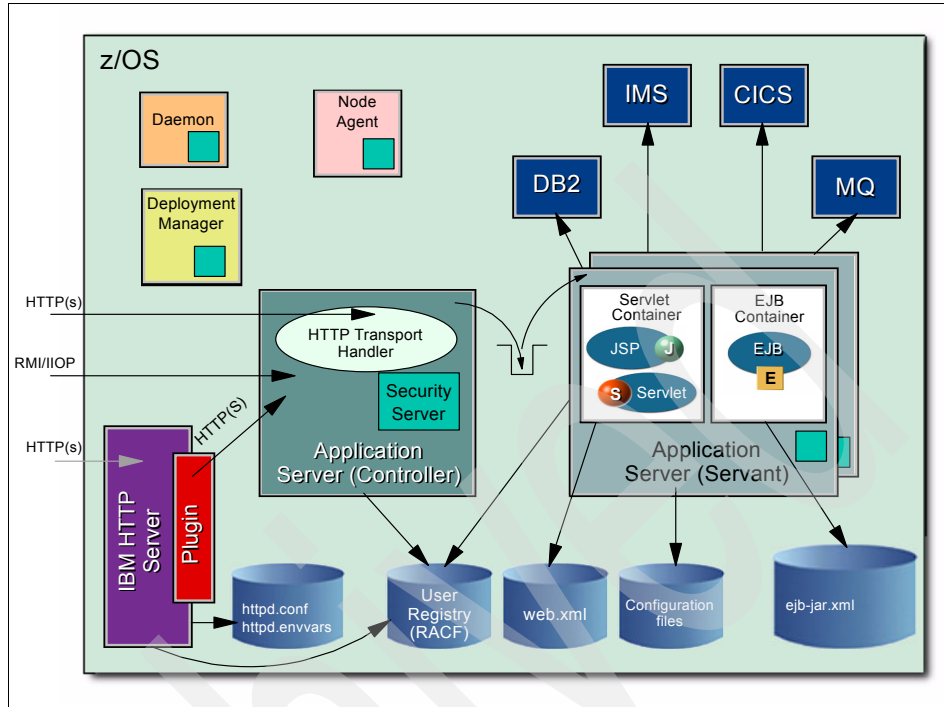 z/OS
Daemon
Node
Agent
IMS
CICS
DB2
MQ
Deployment
Manager
HTTP(s)
RMI/IIOP
HTTP(s)
HTTP Transport
Handler
Security
Server
Application
Server (Controller)
HTTP(S)
Servlet
Container
JSP
J
S
Servlet
EJB
Container
EJB
E
Application
Server (Servant)
IBM HTTP
Server
Plugin
httpd.conf
httpd.envvars
User
Registry
(RACF)
web.xml
Configuration
files
ejb-jar.xml